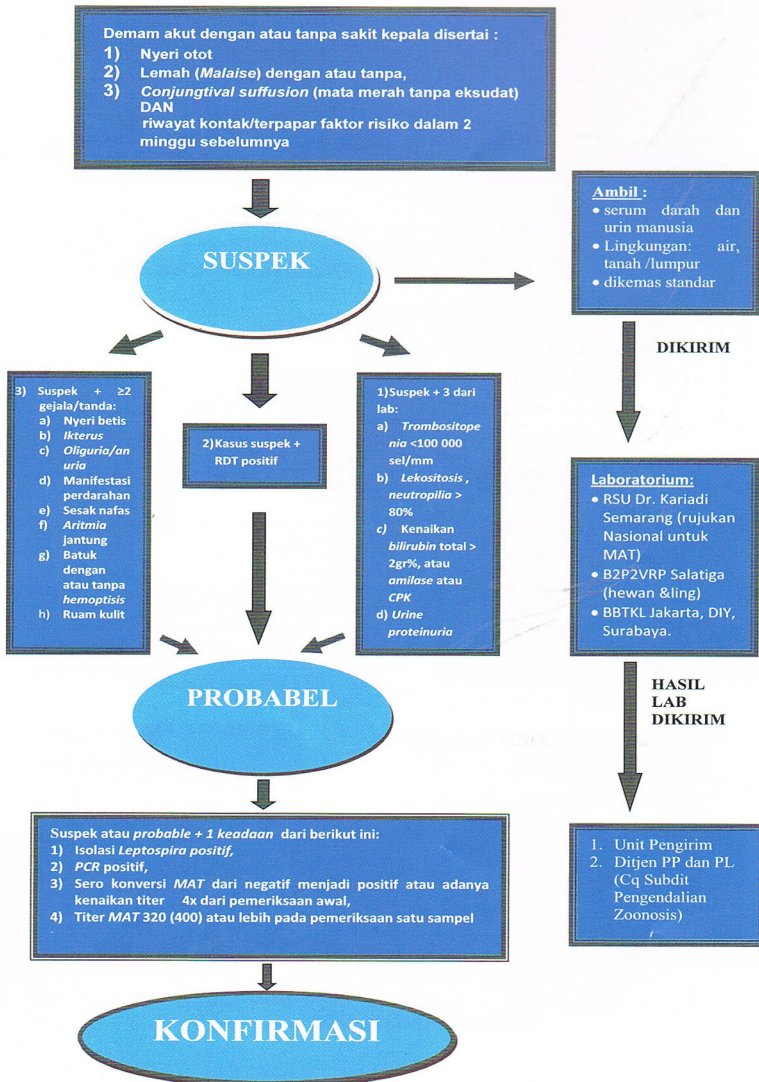 Demam akut dengan atau tanpa sakit kepala disertai :
1) Nyeri otot
2) Lemah (Malaise) dengan atau tanpa,
3) Conjungtival suffusion (mata merah tanpa eksudat)
DAN
riwayat kontak/terpapar faktor risiko dalam 2
minggu sebelumnya
SUSPEK
Ambil :
• serum darah dan
urin manusia
• Lingkungan: air,
tanah /lumpur
• dikemas standar
DIKIRIM
3) Suspek + ≥2
gejala/tanda:
a) Nyeri betis
b) Ikterus
c) Oliguria/an
uria
d) Manifestasi
perdarahan
e) Sesak nafas
f) Aritmia
jantung
g) Batuk
dengan
atau tanpa
hemoptisis
h) Ruam kulit
2)Kasus suspek +
RDT positif
1)Suspek + 3 dari
lab:
a) Trombositope
nia <100 000
sel/mm
b) Lekositosis ,
neutropilia >
80%
c) Kenaikan
bilirubin total >
2gr%, atau
amilase atau
CPK
d) Urine
proteinuria
Laboratorium:
• RSU Dr. Kariadi
Semarang (rujukan
Nasional untuk
MAT)
• B2P2VRP Salatiga
(hewan &ling)
• BBTKL Jakarta, DIY,
Surabaya.
PROBABEL
HASIL
LAB
DIKIRIM
Suspek atau probable + 1 keadaan dari berikut ini:
1) Isolasi Leptospira positif,
2) PCR positif,
3) Sero konversi MAT dari negatif menjadi positif atau adanya
kenaikan titer 4x dari pemeriksaan awal,
4) Titer MAT 320 (400) atau lebih pada pemeriksaan satu sampel
1. Unit Pengirim
2. Ditjen PP dan PL
(Cq Subdit
Pengendalian
Zoonosis)
KONFIRMASI